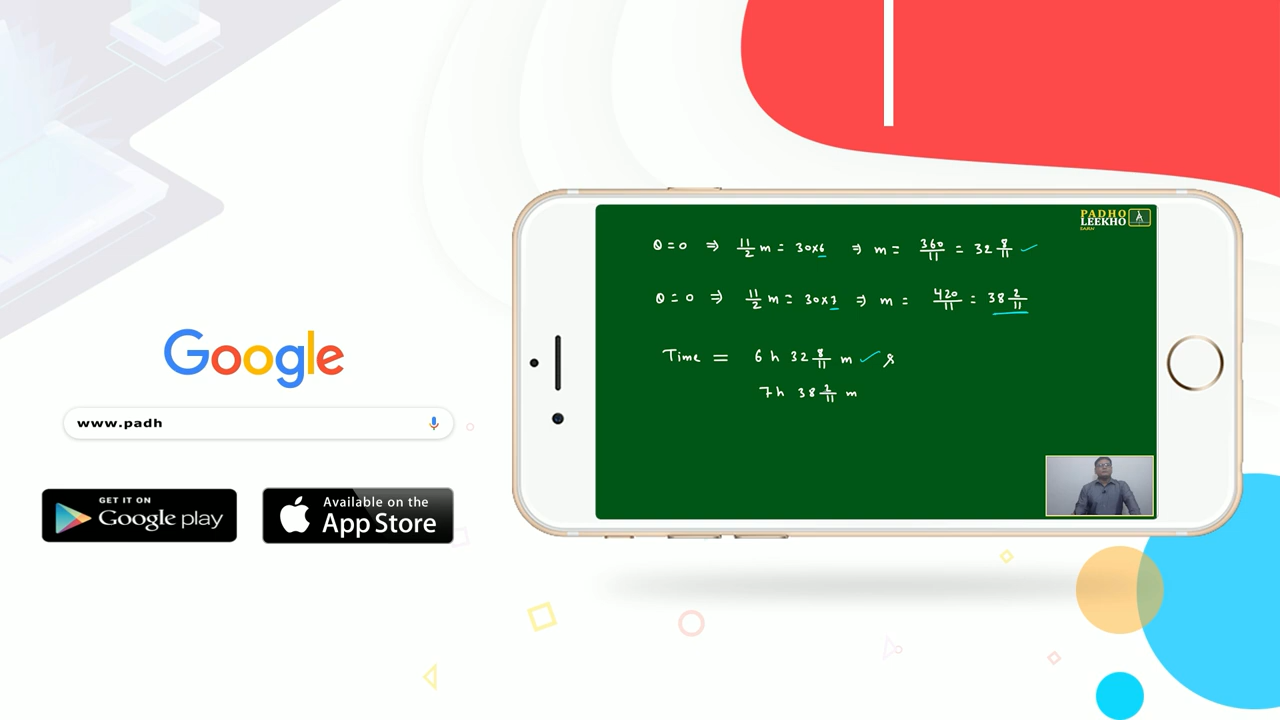 Google
www.padh
GET IT ON
Google play
Available on the
App Store
PADHO
LEEKHO
θ = 0 ⇒ 11/2 m = 30×6 ⇒ m = 360/11 = 32 8/11 ✓
θ = 0 ⇒ 11/2 m = 30×7 ⇒ m = 420/11 = 38 2/11
Time = 6 h 32 8/11 m ✓ &
7 h 38 2/11 m